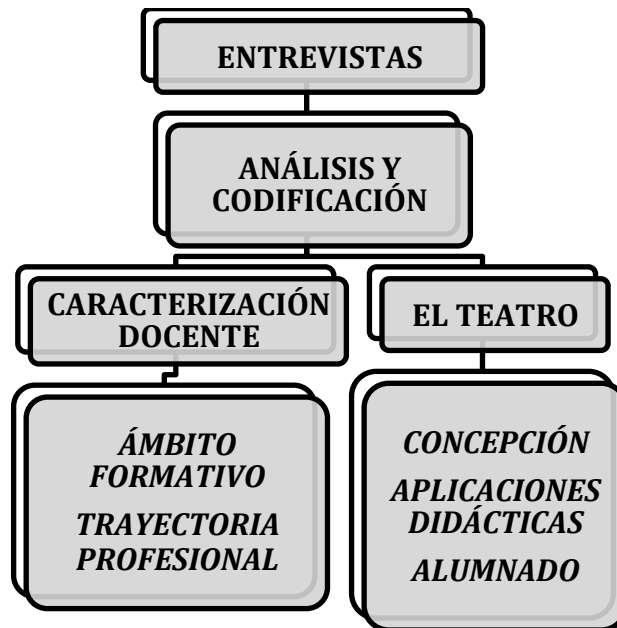 ENTREVISTAS
ANÁLISIS Y
CODIFICACIÓN
CARACTERIZACIÓN
DOCENTE
EL TEATRO
ÁMBITO
FORMATIVO
TRAYECTORIA
PROFESIONAL
CONCEPCIÓN
APLICACIONES
DIDÁCTICAS
ALUMNADO